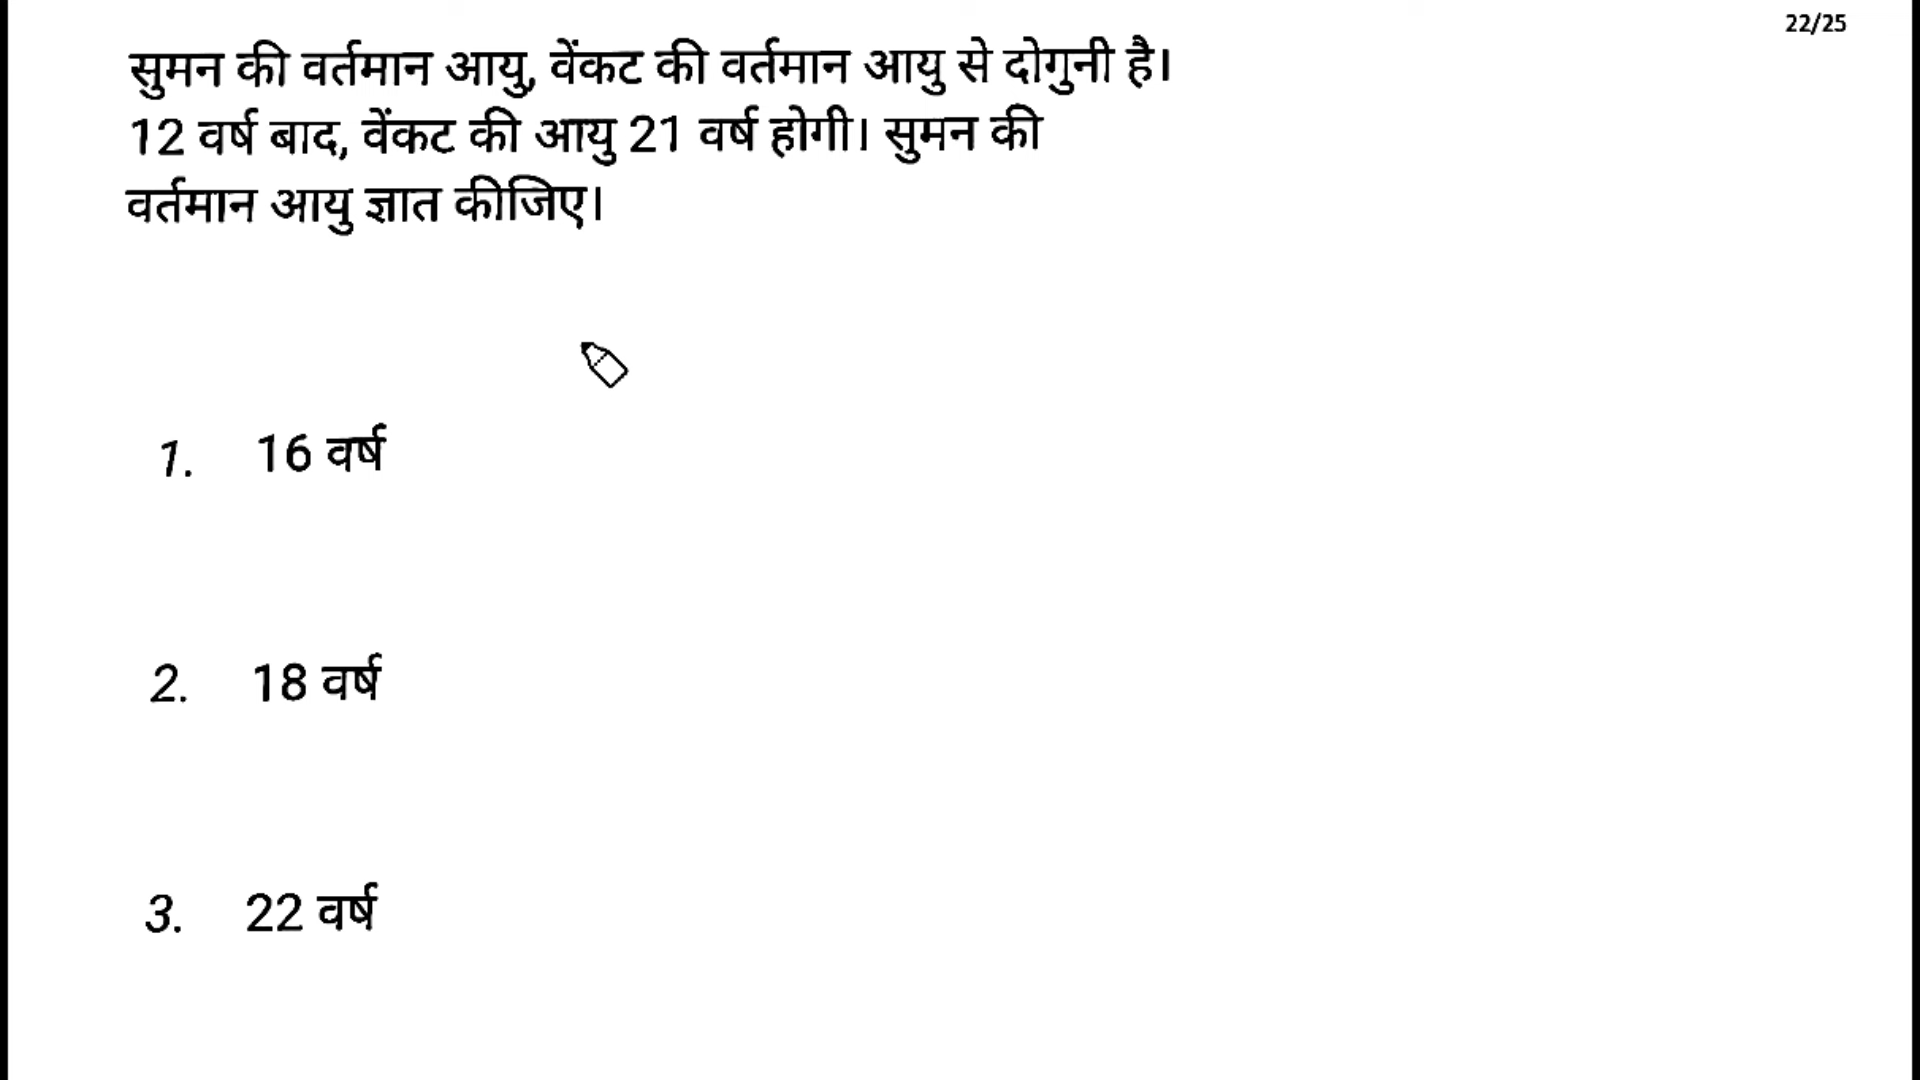 22/25
सुमन की वर्तमान आयु, वेंकट की वर्तमान आयु से दोगुनी है।
12 वर्ष बाद, वेंकट की आयु 21 वर्ष होगी। सुमन की
वर्तमान आयु ज्ञात कीजिए।
1. 16 वर्ष
2. 18 वर्ष
3. 22 वर्ष